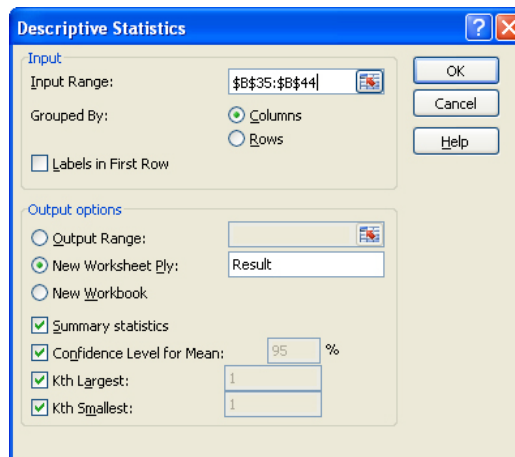 Descriptive Statistics
?
X
Input
Input Range:
$B$35:$B$44
OK
Grouped By:
Columns
Cancel
Rows
Help
Labels in First Row
Output options
Output Range:
New Worksheet Ply:
Result
New Workbook
Summary statistics
Confidence Level for Mean:
95
%
Kth Largest:
1
Kth Smallest:
1